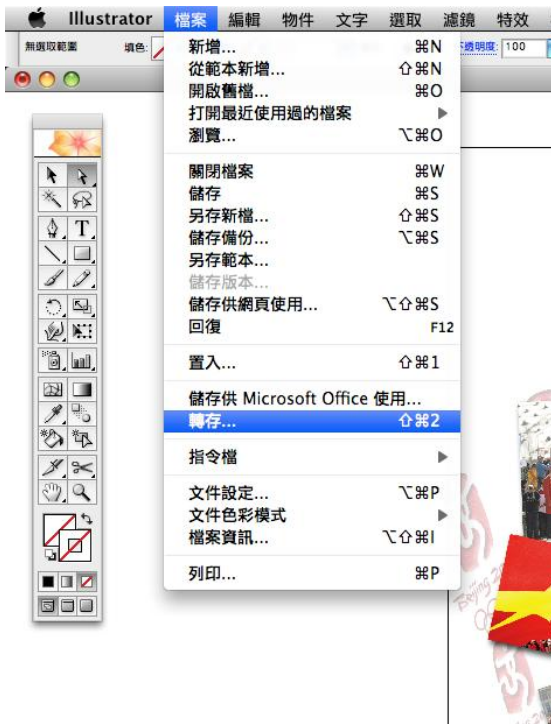 Illustrator 檔案 編輯 物件 文字 選取 濾鏡 特效
無選取範圍 填色: 不透明度: 100
新增... ⌘N
從範本新增... ⇧⌘N
開啟舊檔... ⌘O
打開最近使用過的檔案 ▶
瀏覽... ⌥⌘O
關閉檔案 ⌘W
儲存 ⌘S
另存新檔... ⇧⌘S
儲存備份... ⌥⌘S
另存範本...
儲存版本...
儲存供網頁使用... ⌥⇧⌘S
回復 F12
置入... ⇧⌘1
儲存供 Microsoft Office 使用...
轉存... ⇧⌘2
指令檔 ▶
文件設定... ⌥⌘P
文件色彩模式 ▶
檔案資訊... ⌥⇧⌘I
列印... ⌘P
T
Beijing